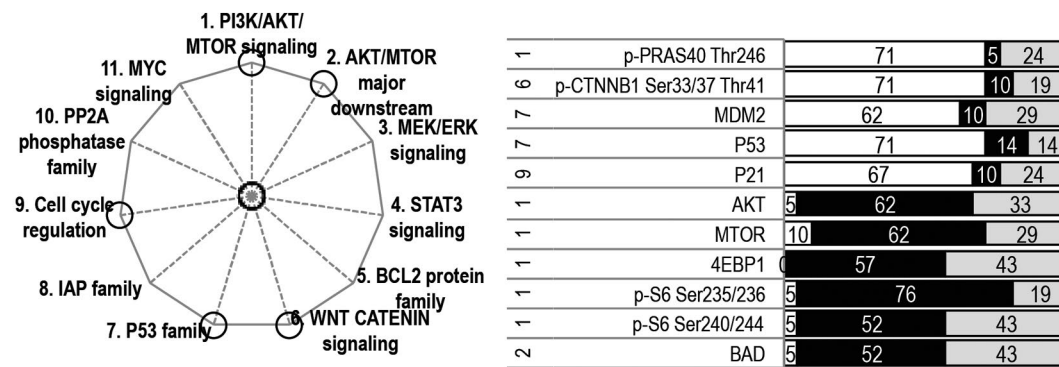 1. PI3K/AKT/
MTOR signaling
2. AKT/MTOR
major
downstream
3. MEK/ERK
signaling
4. STAT3
signaling
5. BCL2 protein
family
6. WNT CATENIN
signaling
7. P53 family
8. IAP family
9. Cell cycle
regulation
10. PP2A
phosphatase
family
11. MYC
signaling
1 p-PRAS40 Thr246 71 5 24
6 p-CTNNB1 Ser33/37 Thr41 71 10 19
7 MDM2 62 10 29
7 P53 71 14 14
9 P21 67 10 24
1 AKT 5 62 33
1 MTOR 10 62 29
1 4EBP1 0 57 43
1 p-S6 Ser235/236 5 76 19
1 p-S6 Ser240/244 5 52 43
2 BAD 5 52 43